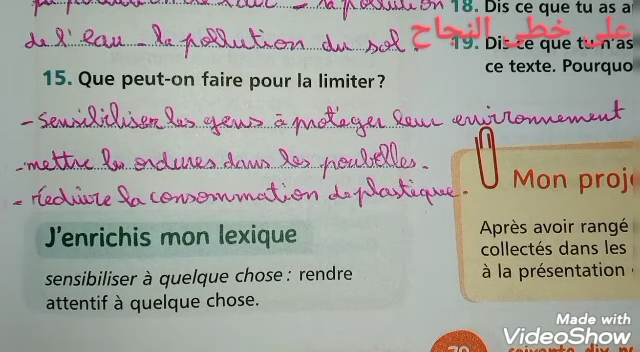 la pollution
18. Dis ce que tu as a
de l'eau - la pollution du sol.
على خطى النجاح
19. Dis ce que tu n'as
ce texte. Pourquo
15. Que peut-on faire pour la limiter ?
- Sensibiliser les gens à protéger leur environnement
- mettre les ordures dans les poubelles.
- réduire la consommation de plastique.
Mon proj
J'enrichis mon lexique
sensibiliser à quelque chose : rendre
attentif à quelque chose.
Après avoir rangé
collectés dans les
à la présentation
Made with
VideoShow